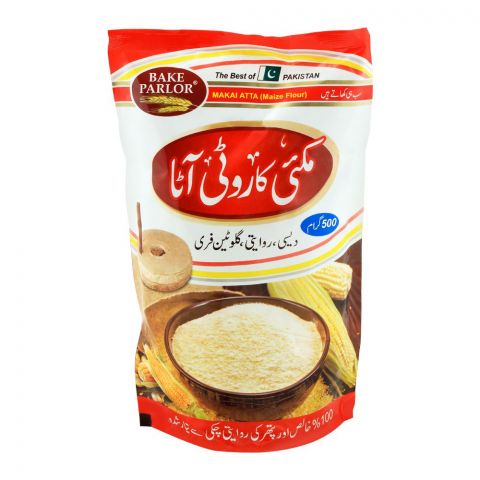 BAKE
PARLOR®
The Best of PAKISTAN
MAKAI ATTA (Maize Flour)
سب ہی کھاتے ہیں
مکئی کا روٹی آٹا
500 گرام
دیسی، روایتی، گلوٹین فری
100% خالص اور پتھر کی روایتی چکی سے تیار شدہ